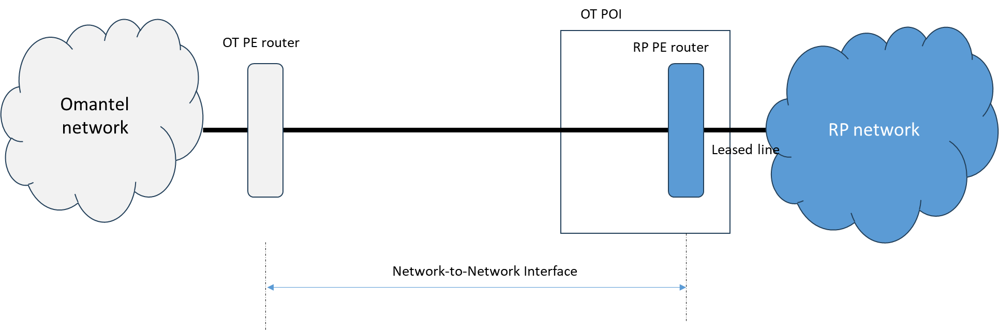 OT POI
OT PE router
RP PE router
Omantel
network
RP network
Leased line
Network-to-Network Interface